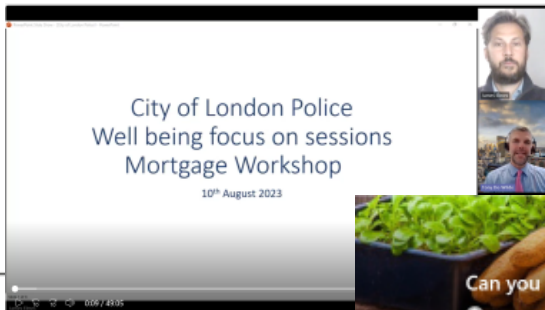 City of London Police
Well being focus on sessions
Mortgage Workshop
10th August 2023
0:09 / 49:05
Can you